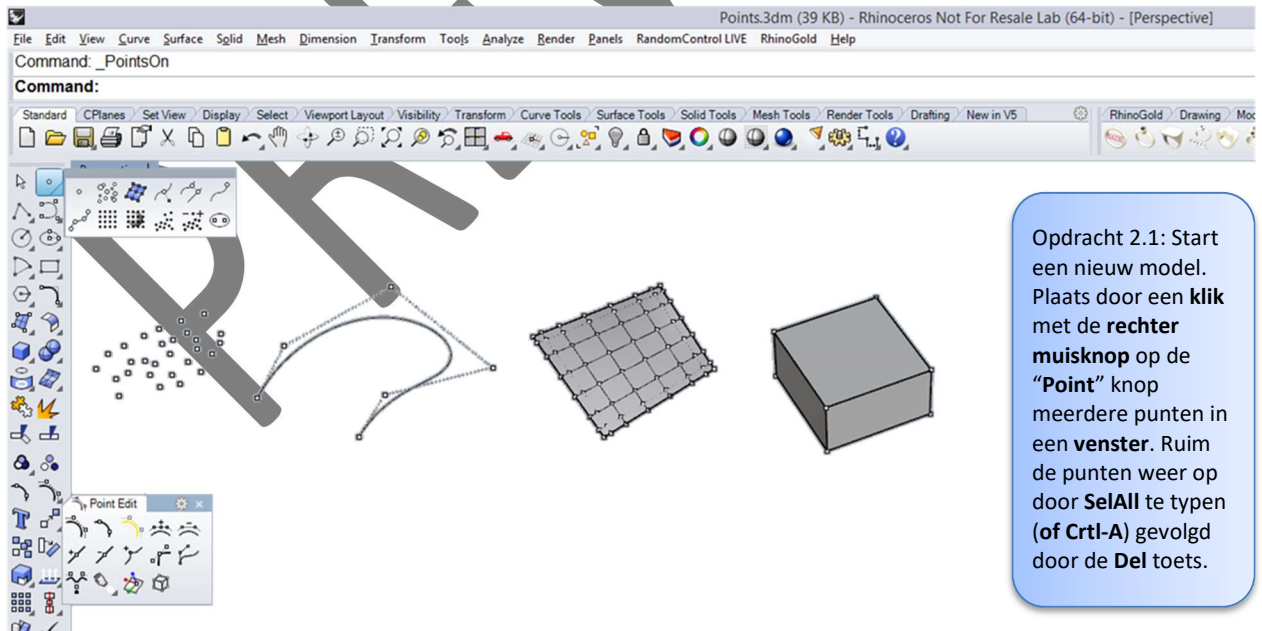 Points.3dm (39 KB) - Rhinoceros Not For Resale Lab (64-bit) - [Perspective]
File Edit View Curve Surface Solid Mesh Dimension Transform Tools Analyze Render Panels RandomControl LIVE RhinoGold Help
Command: _PointsOn
Command:
Standard CPlanes Set View Display Select Viewport Layout Visibility Transform Curve Tools Surface Tools Solid Tools Mesh Tools Render Tools Drafting New in V5 RhinoGold Drawing
Point Edit
Opdracht 2.1: Start
een nieuw model.
Plaats door een klik
met de rechter
muisknop op de
“Point” knop
meerdere punten in
een venster. Ruim
de punten weer op
door SelAll te typen
(of Crtl-A) gevolgd
door de Del toets.